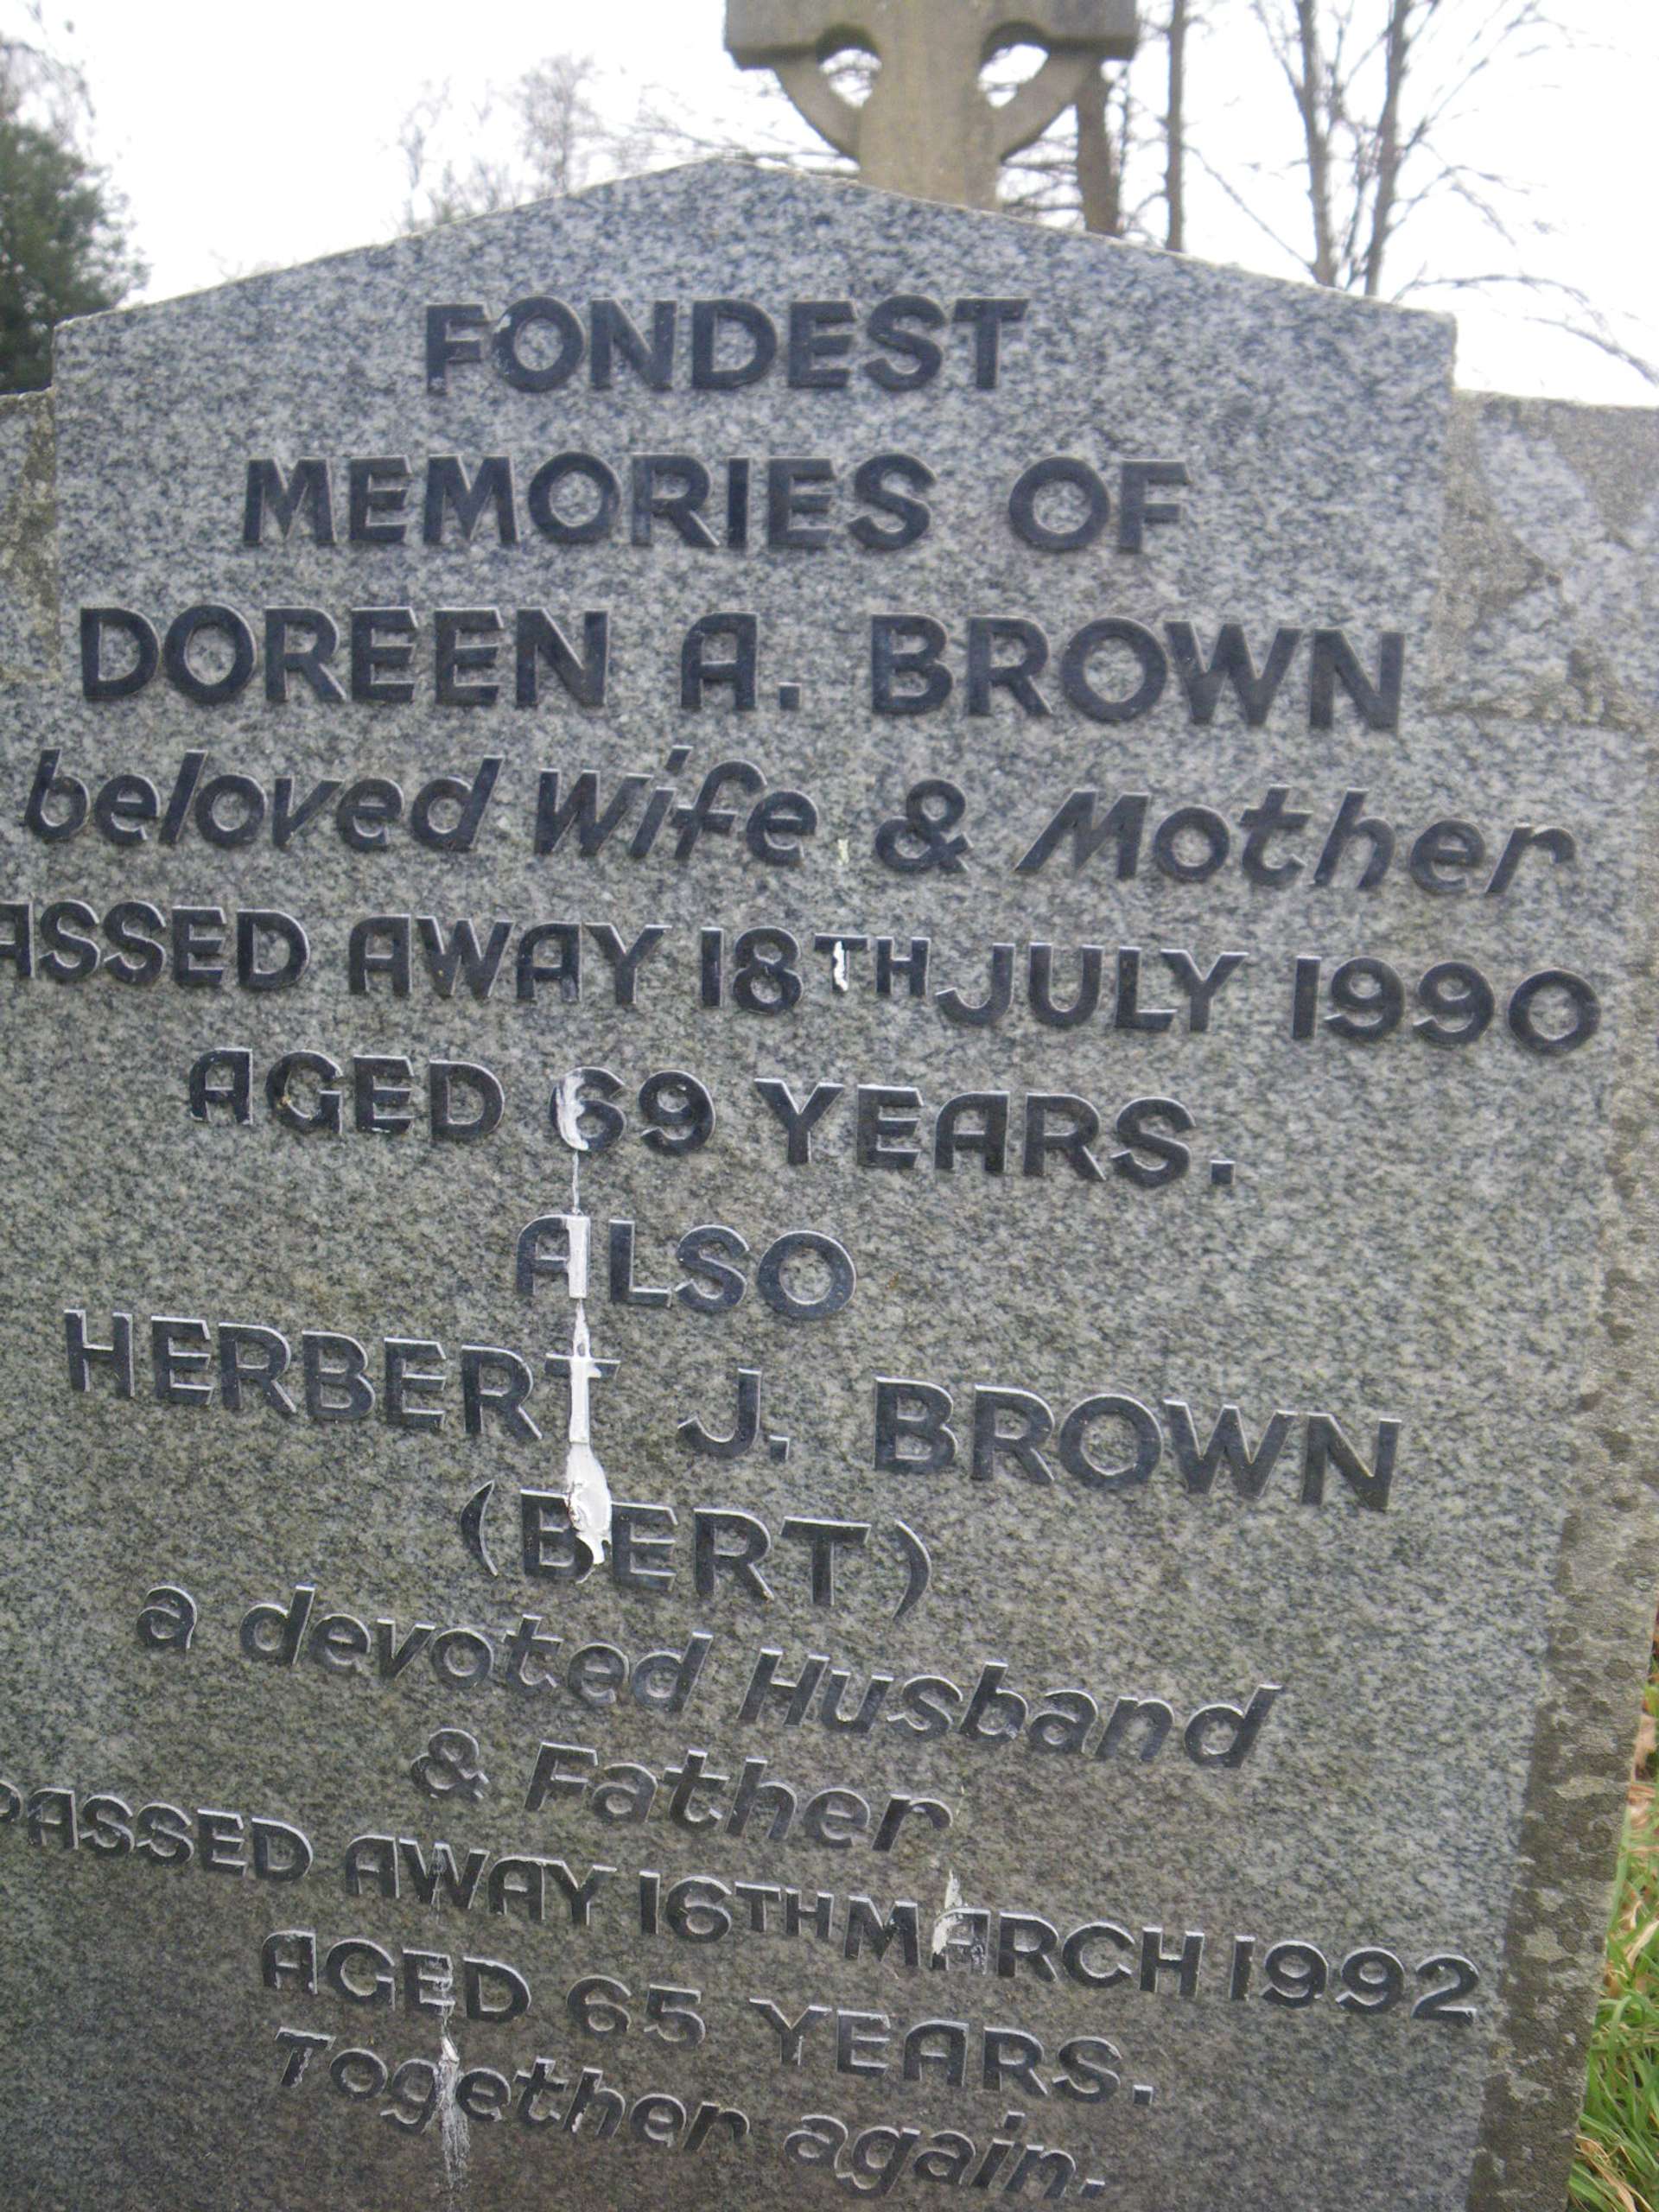 FONDEST
MEMORIES OF
DOREEN A. BROWN
beloved Wife & Mother
ASSED AWAY 18TH JULY 1990
AGED 69 YEARS.
ALSO
HERBERT J. BROWN
(BERT)
a devoted Husband
& Father
PASSED AWAY 16TH MARCH 1992
AGED 65 YEARS.
Together again.